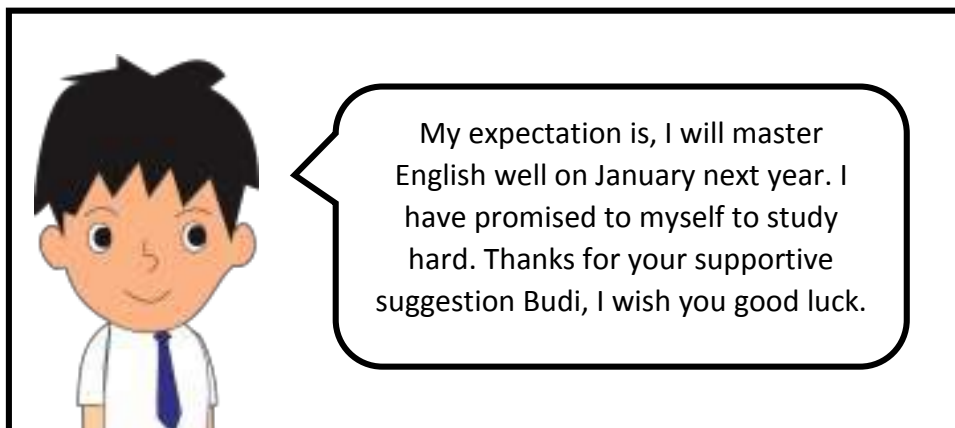 My expectation is, I will master
English well on January next year. I
have promised to myself to study
hard. Thanks for your supportive
suggestion Budi, I wish you good luck.